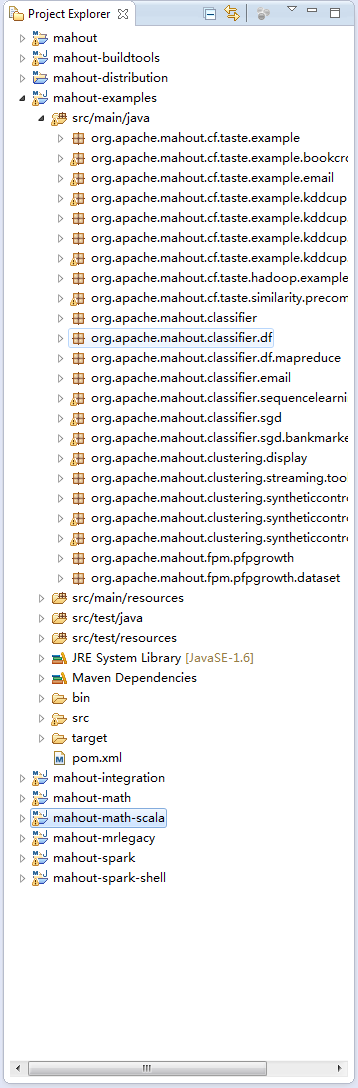 Project Explorer
mahout
mahout-buildtools
mahout-distribution
mahout-examples
src/main/java
org.apache.mahout.cf.taste.example
org.apache.mahout.cf.taste.example.bookcro
org.apache.mahout.cf.taste.example.email
org.apache.mahout.cf.taste.example.kddcup
org.apache.mahout.cf.taste.example.kddcup
org.apache.mahout.cf.taste.example.kddcup
org.apache.mahout.cf.taste.example.kddcup
org.apache.mahout.cf.taste.hadoop.example
org.apache.mahout.cf.taste.similarity.precom
org.apache.mahout.classifier
org.apache.mahout.classifier.df
org.apache.mahout.classifier.df.mapreduce
org.apache.mahout.classifier.email
org.apache.mahout.classifier.sequencelearni
org.apache.mahout.classifier.sgd
org.apache.mahout.classifier.sgd.bankmarke
org.apache.mahout.clustering.display
org.apache.mahout.clustering.streaming.too
org.apache.mahout.clustering.syntheticcontro
org.apache.mahout.clustering.syntheticcontro
org.apache.mahout.clustering.syntheticcontro
org.apache.mahout.fpm.pfpgrowth
org.apache.mahout.fpm.pfpgrowth.dataset
src/main/resources
src/test/java
src/test/resources
JRE System Library [JavaSE-1.6]
Maven Dependencies
bin
src
target
pom.xml
mahout-integration
mahout-math
mahout-math-scala
mahout-mrlegacy
mahout-spark
mahout-spark-shell